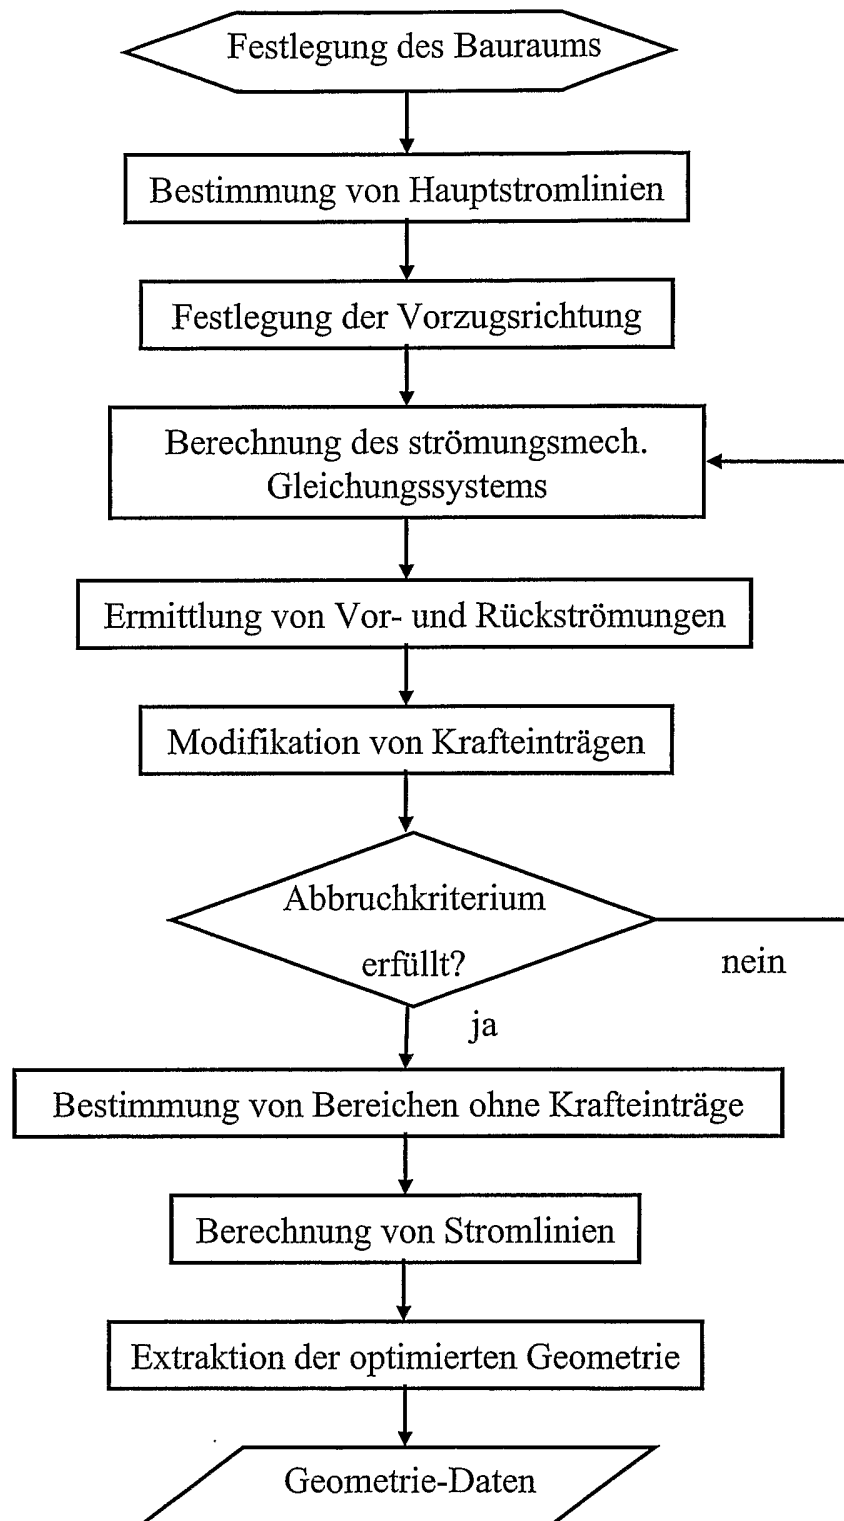 Festlegung des Bauraums
Bestimmung von Hauptstromlinien
Festlegung der Vorzugsrichtung
Berechnung des strömungsmech.
Gleichungssystems
Ermittlung von Vor- und Rückströmungen
Modifikation von Krafteinträgen
Abbruchkriterium
erfüllt?
nein
ja
Bestimmung von Bereichen ohne Krafteinträge
Berechnung von Stromlinien
Extraktion der optimierten Geometrie
Geometrie-Daten